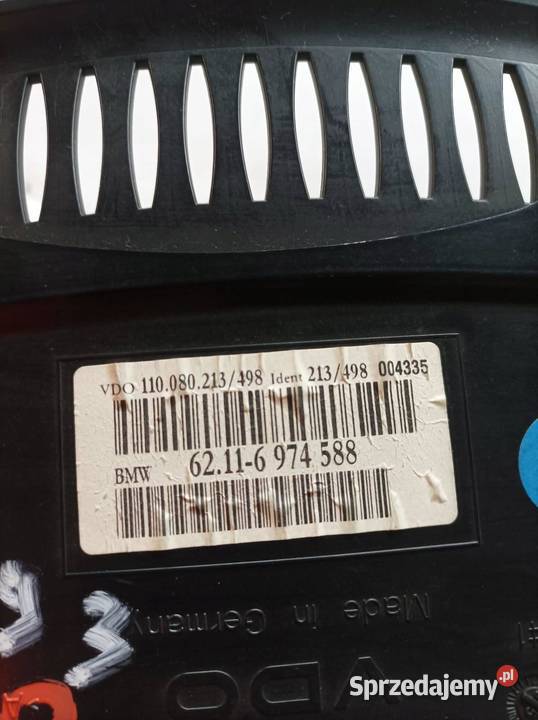 VDO 110.080.213/498 Ident 213/498 004335
BMW 62.11-6 974 588
Made in Germany
VDO
Sprzedajemy.pl